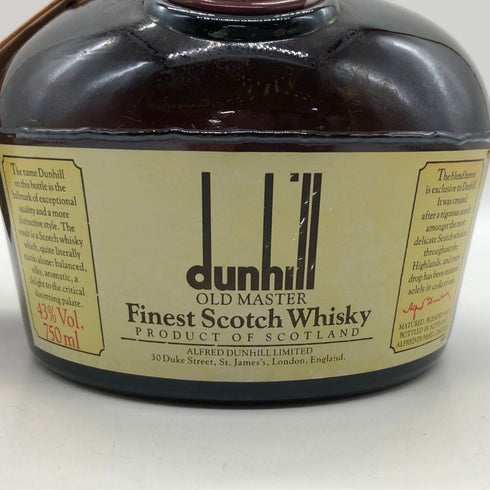 The name Dunhill
on this bottle is the
hallmark of exceptional
quality and a more
distinctive style. The
result is a Scotch whisky
which, quite literally
stands alone: balanced,
silky, aromatic, a
delight to the critical
discerning palate.
43% Vol.
750 ml
dunhill
OLD MASTER
Finest Scotch Whisky
PRODUCT OF SCOTLAND
ALFRED DUNHILL LIMITED
30 Duke Street, St. James's, London, England.
The blend herein
is exclusive to Dunhill.
It was created
after a rigorous search
amongst the most
delicate Scotch whiskies
throughout the
Highlands, and every
drop has been matured
solely in casks of oak.
MATURED, BLENDED AND
BOTTLED IN SCOTLAND
ALFRED DUNHILL